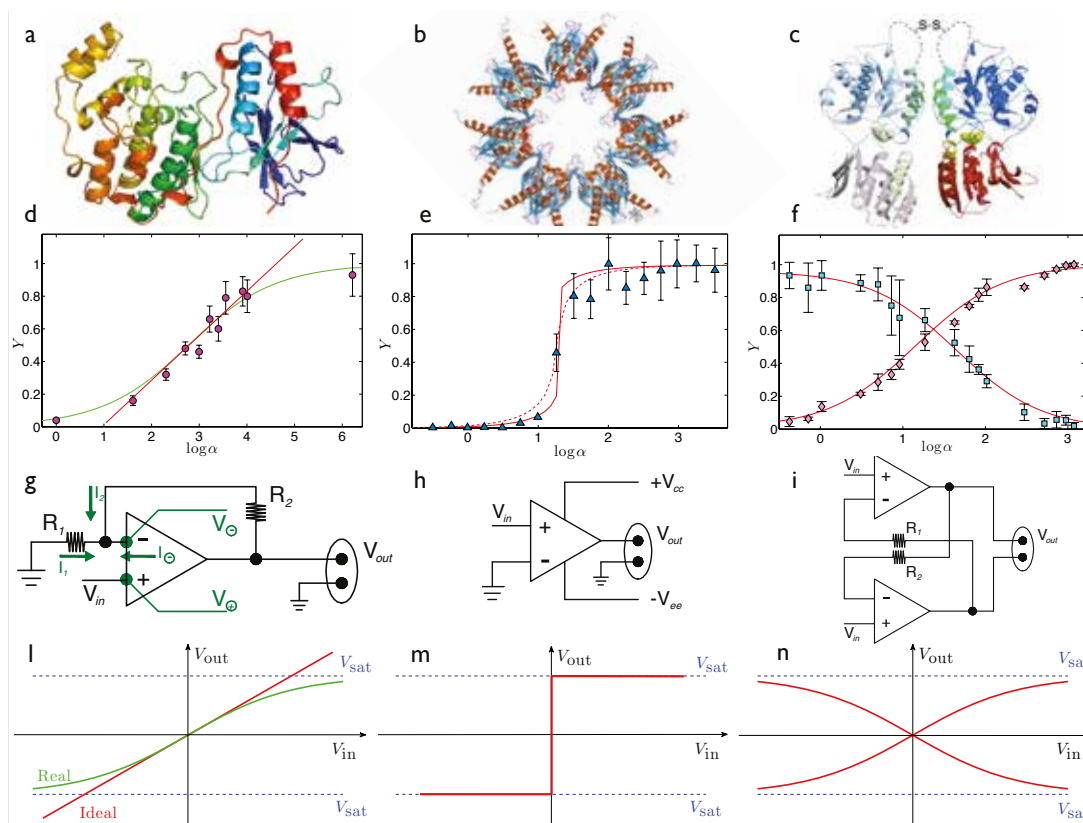 a
b
c
S-S
d
1
0.8
0.6
0.4
0.2
0
Y
0 1 2 3 4 5 6
log α
e
1
0.8
0.6
0.4
0.2
0
Y
0 1 2 3
log α
f
1
0.8
0.6
0.4
0.2
0
Y
0 1 2 3
log α
g
I₂
R₁
R₂
−
V⊖
I₁
I⊖
+
Vin
V⊕
Vout
h
+Vcc
Vin
+
−
Vout
-Vee
i
Vin
+
−
R₁
R₂
Vout
−
+
Vin
l
Vout
Vsat
Vin
Real
Ideal
Vsat
m
Vout
Vsat
Vin
Vsat
n
Vout
Vsa
Vin
Vsa